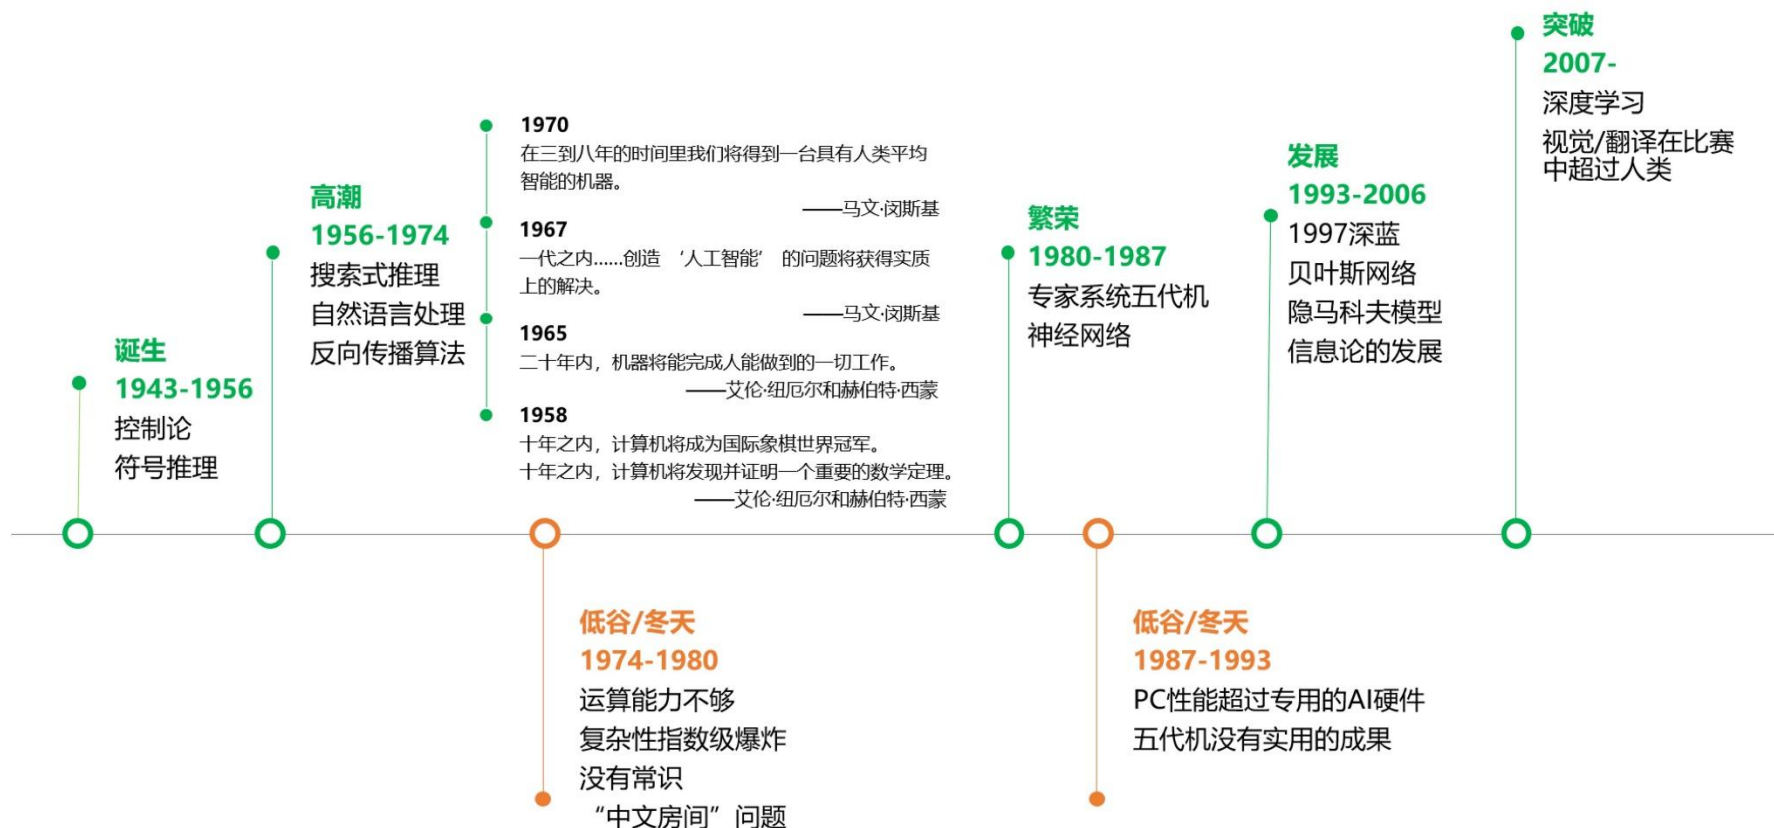 诞生
1943-1956
控制论
符号推理
高潮
1956-1974
搜索式推理
自然语言处理
反向传播算法
1970
在三到八年的时间里我们将得到一台具有人类平均
智能的机器。
——马文·闵斯基
1967
一代之内......创造 ‘人工智能’ 的问题将获得实质
上的解决。
——马文·闵斯基
1965
二十年内，机器将能完成人能做到的一切工作。
——艾伦·纽厄尔和赫伯特·西蒙
1958
十年之内，计算机将成为国际象棋世界冠军。
十年之内，计算机将发现并证明一个重要的数学定理。
——艾伦·纽厄尔和赫伯特·西蒙
低谷/冬天
1974-1980
运算能力不够
复杂性指数级爆炸
没有常识
“中文房间”问题
繁荣
1980-1987
专家系统五代机
神经网络
低谷/冬天
1987-1993
PC性能超过专用的AI硬件
五代机没有实用的成果
发展
1993-2006
1997深蓝
贝叶斯网络
隐马科夫模型
信息论的发展
突破
2007-
深度学习
视觉/翻译在比赛
中超过人类